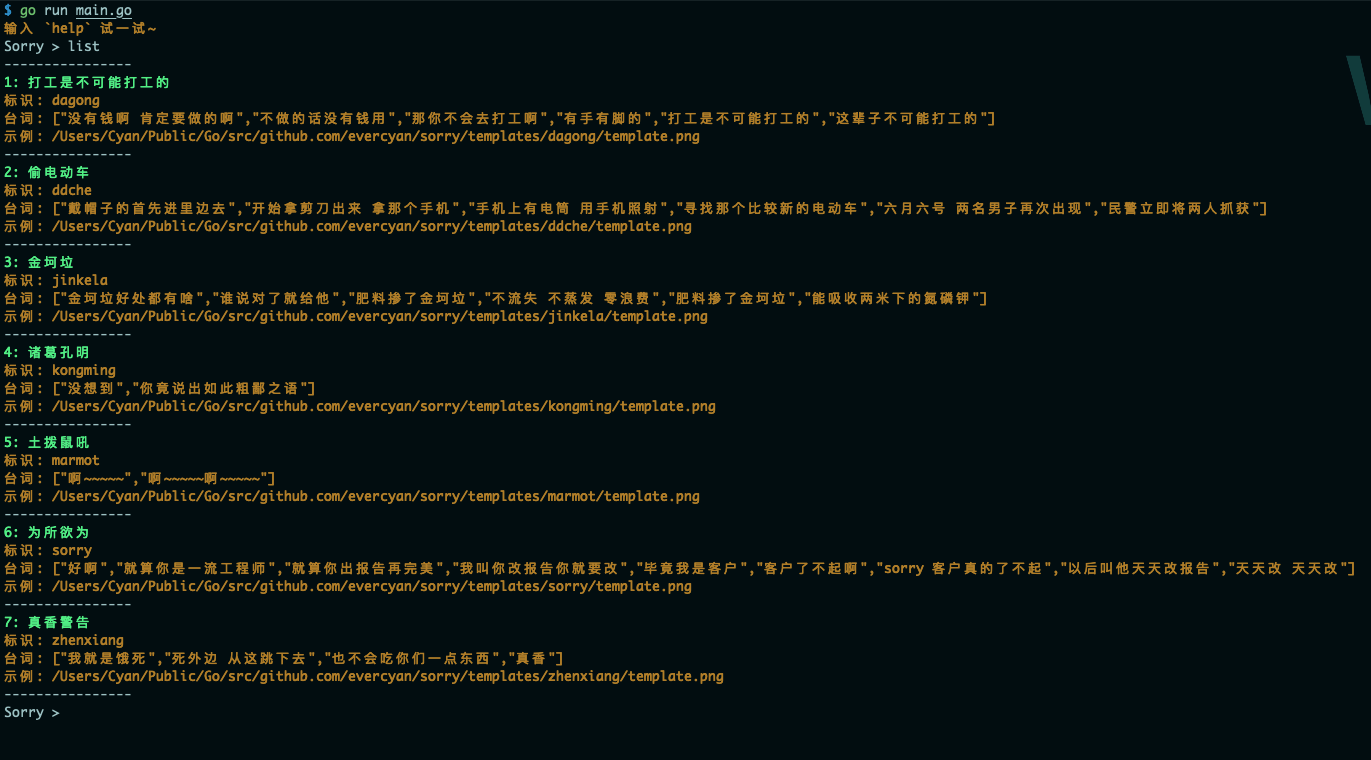 $ go run main.go
输入 `help` 试一试~
Sorry > list
----------------
1: 打工是不可能打工的
标识: dagong
台词: ["没有钱啊 肯定要做的啊","不做的话没有钱用","那你不会去打工啊","有手有脚的","打工是不可能打工的","这辈子不可能打工的"]
示例: /Users/Cyan/Public/Go/src/github.com/evercyan/sorry/templates/dagong/template.png
----------------
2: 偷电动车
标识: ddche
台词: ["戴帽子的首先进里边去","开始拿剪刀出来 拿那个手机","手机上有电筒 用手机照射","寻找那个比较新的电动车","六月六号 两名男子再次出现","民警立即将两人抓获"]
示例: /Users/Cyan/Public/Go/src/github.com/evercyan/sorry/templates/ddche/template.png
----------------
3: 金坷垃
标识: jinkela
台词: ["金坷垃好处都有啥","谁说对了就给他","肥料掺了金坷垃","不流失 不蒸发 零浪费","肥料掺了金坷垃","能吸收两米下的氮磷钾"]
示例: /Users/Cyan/Public/Go/src/github.com/evercyan/sorry/templates/jinkela/template.png
----------------
4: 诸葛孔明
标识: kongming
台词: ["没想到","你竟说出如此粗鄙之语"]
示例: /Users/Cyan/Public/Go/src/github.com/evercyan/sorry/templates/kongming/template.png
----------------
5: 土拨鼠吼
标识: marmot
台词: ["啊~~~~~","啊~~~~~啊~~~~~"]
示例: /Users/Cyan/Public/Go/src/github.com/evercyan/sorry/templates/marmot/template.png
----------------
6: 为所欲为
标识: sorry
台词: ["好啊","就算你是一流工程师","就算你出报告再完美","我叫你改报告你就要改","毕竟我是客户","客户了不起啊","sorry 客户真的了不起","以后叫他天天改报告","天天改 天天改"]
示例: /Users/Cyan/Public/Go/src/github.com/evercyan/sorry/templates/sorry/template.png
----------------
7: 真香警告
标识: zhenxiang
台词: ["我就是饿死","死外边 从这跳下去","也不会吃你们一点东西","真香"]
示例: /Users/Cyan/Public/Go/src/github.com/evercyan/sorry/templates/zhenxiang/template.png
----------------
Sorry >